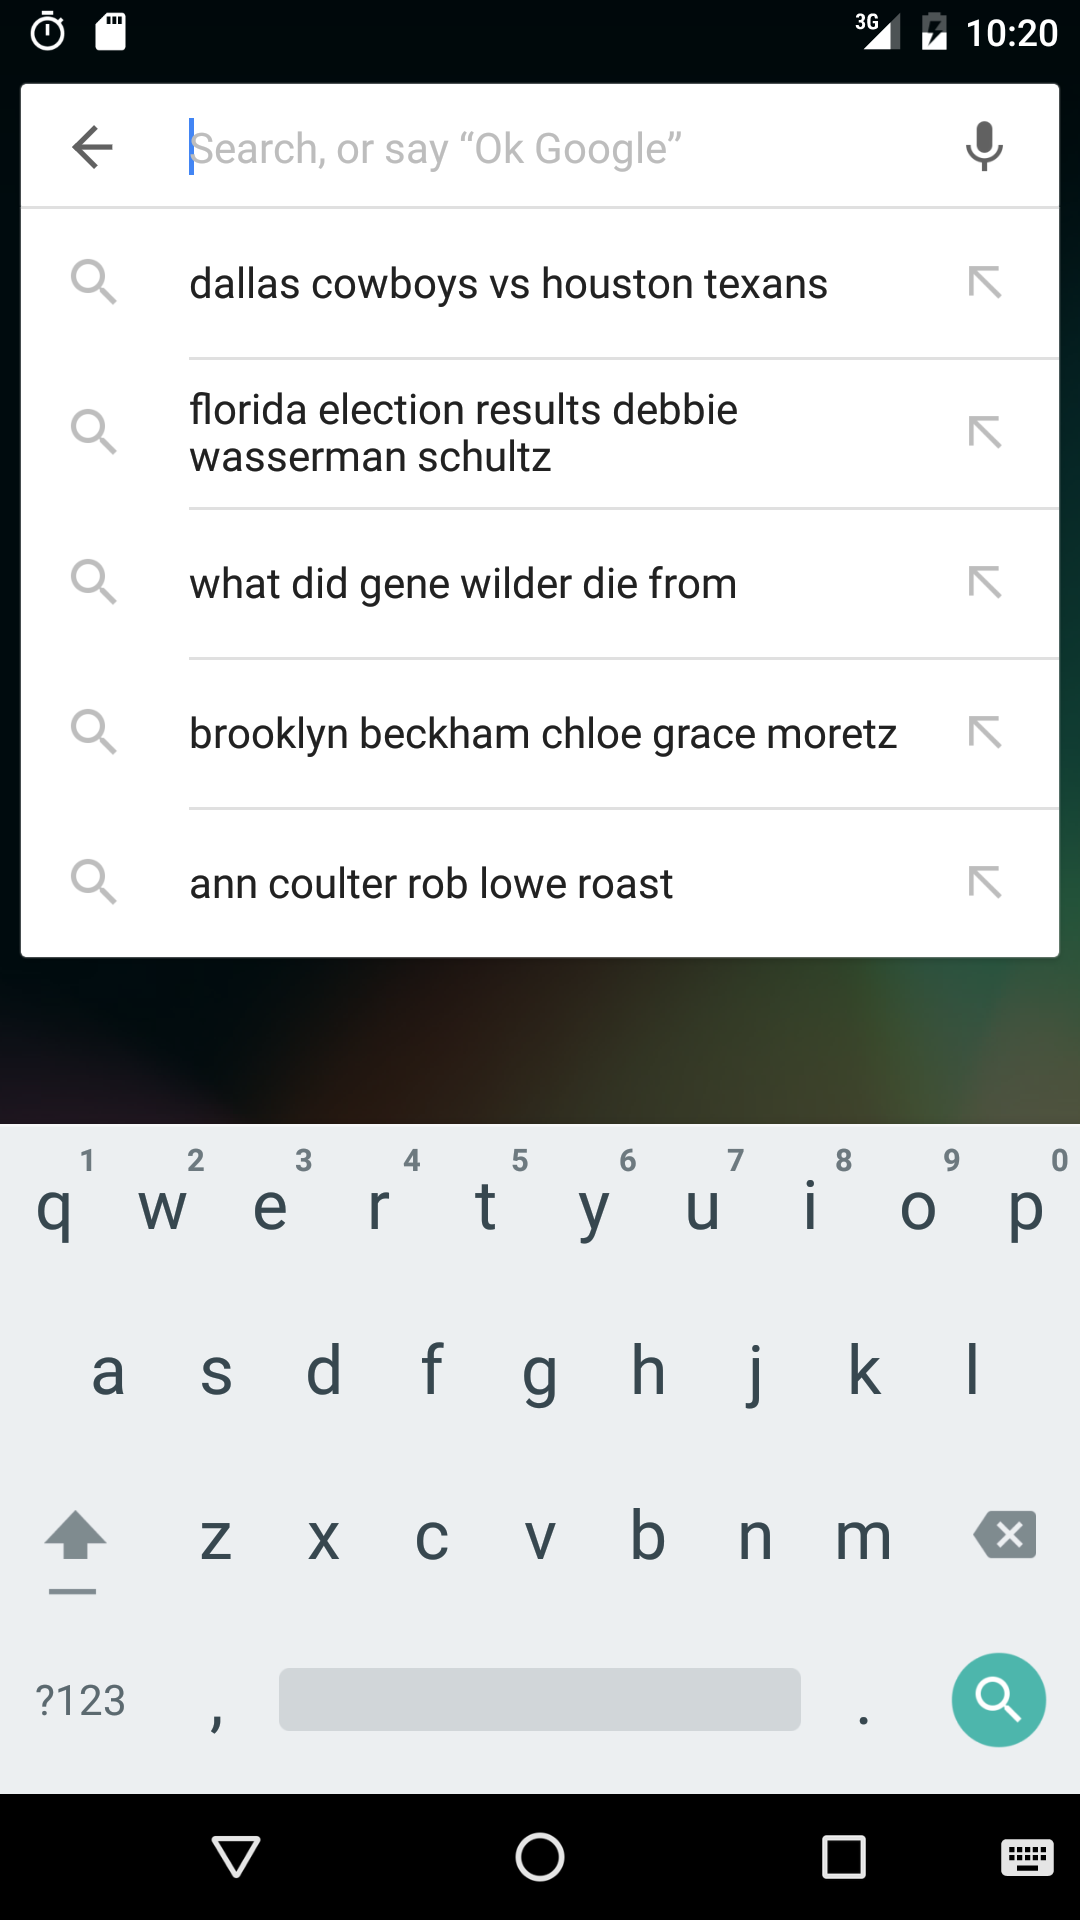 3G 10:20
Search, or say “Ok Google”
dallas cowboys vs houston texans
florida election results debbie
wasserman schultz
what did gene wilder die from
brooklyn beckham chloe grace moretz
ann coulter rob lowe roast
1 2 3 4 5 6 7 8 9 0
q w e r t y u i o p
a s d f g h j k l
z x c v b n m
?123 , .